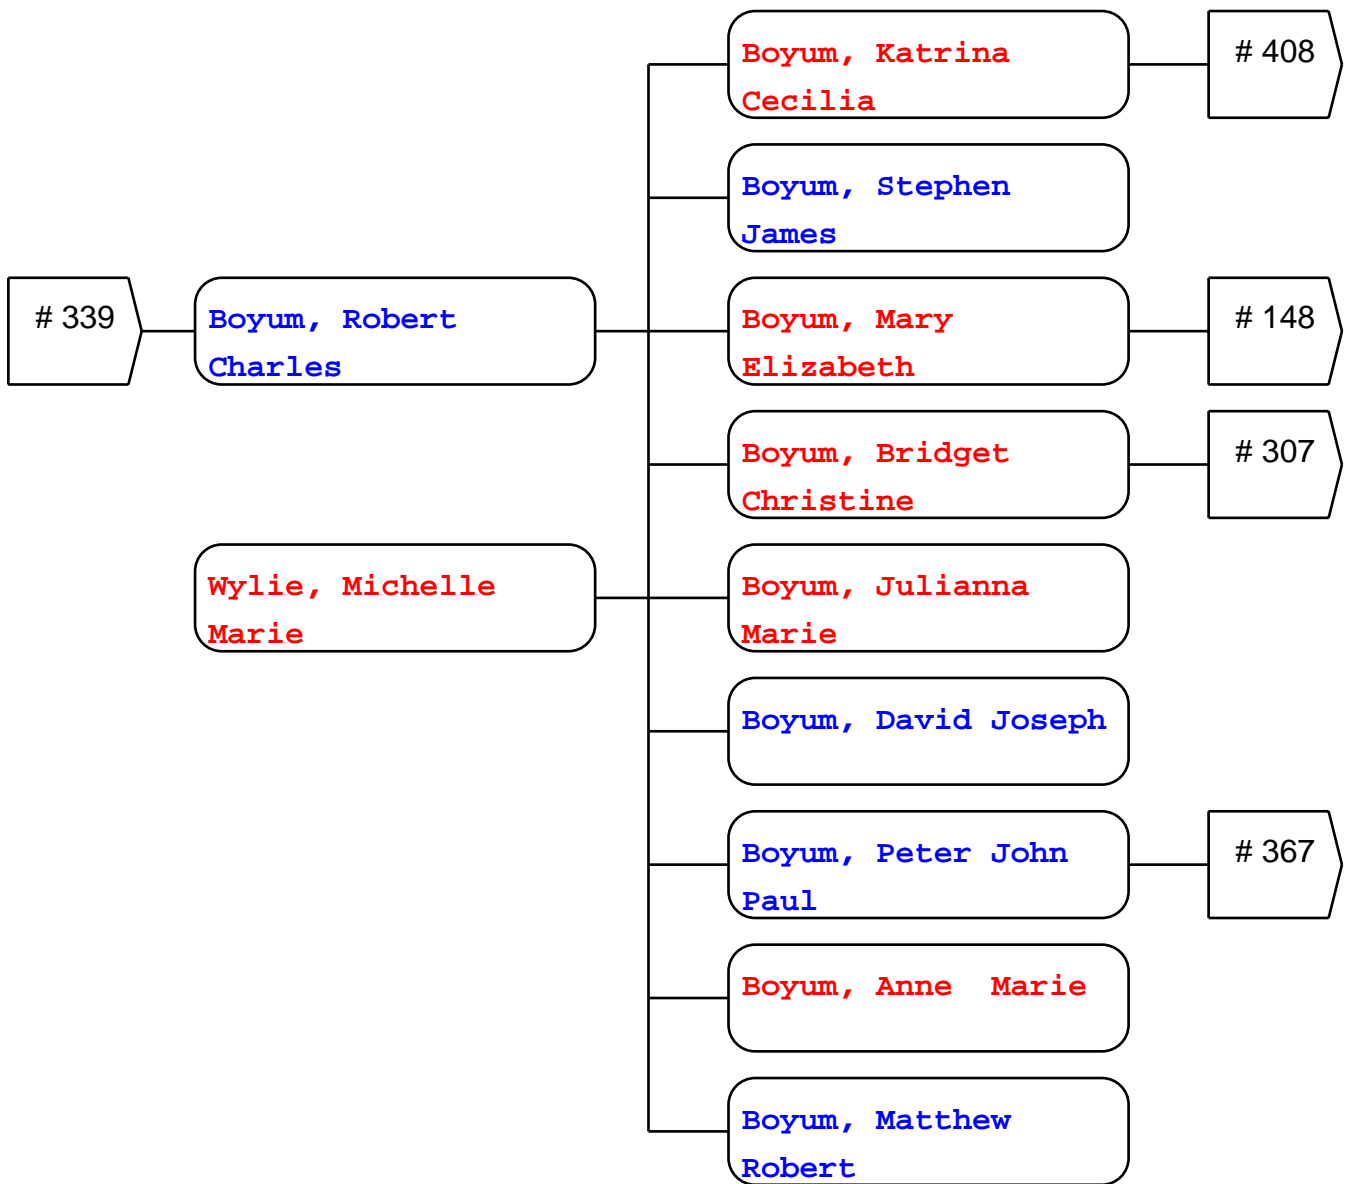 Boyum, Katrina
Cecilia
# 408
Boyum, Stephen
James
# 339
Boyum, Robert
Charles
Boyum, Mary
Elizabeth
# 148
Boyum, Bridget
Christine
# 307
Wylie, Michelle
Marie
Boyum, Julianna
Marie
Boyum, David Joseph
Boyum, Peter John
Paul
# 367
Boyum, Anne  Marie
Boyum, Matthew
Robert